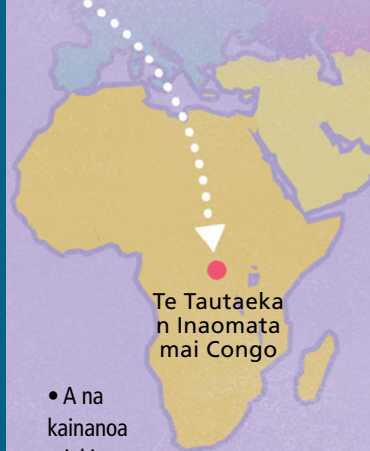 Te Tautaeka
n Inaomata
mai Congo
• A na
kainanoa